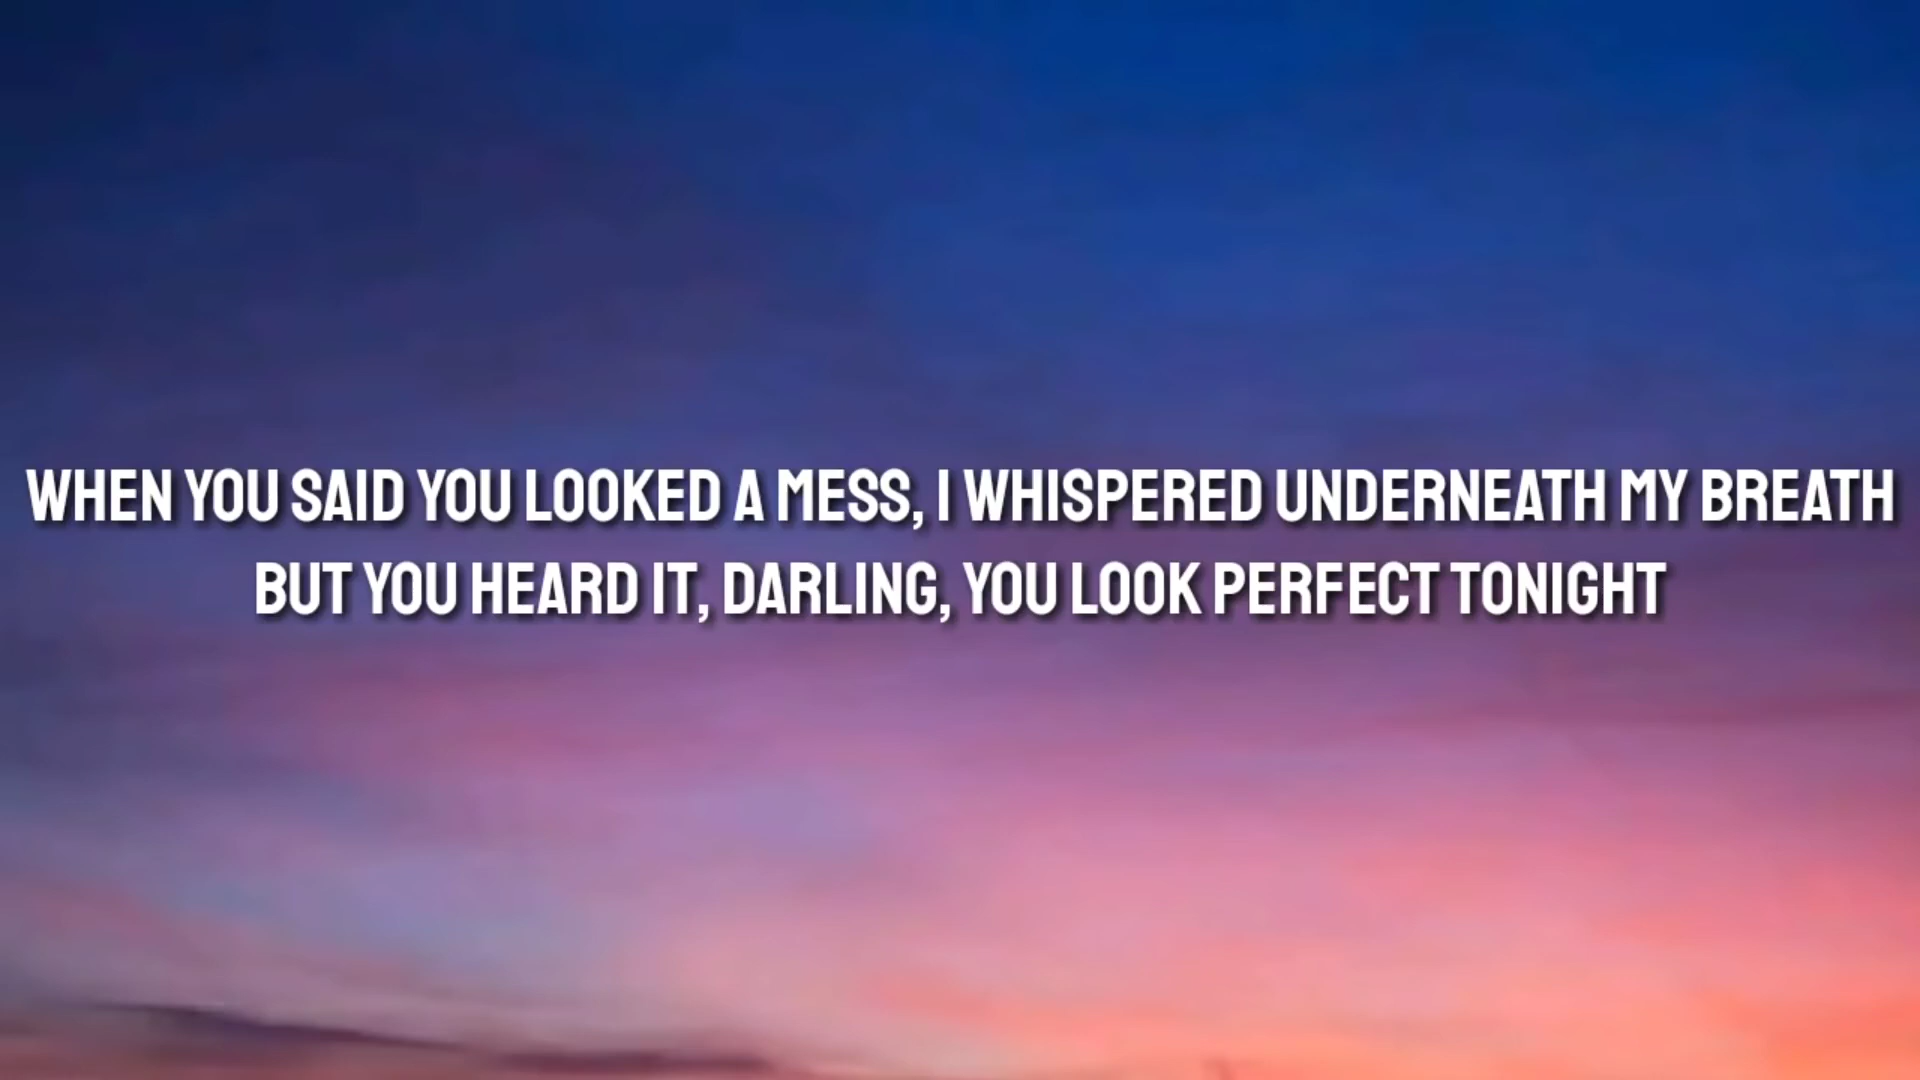 WHEN YOU SAID YOU LOOKED A MESS, I WHISPERED UNDERNEATH MY BREATH
BUT YOU HEARD IT, DARLING, YOU LOOK PERFECT TONIGHT